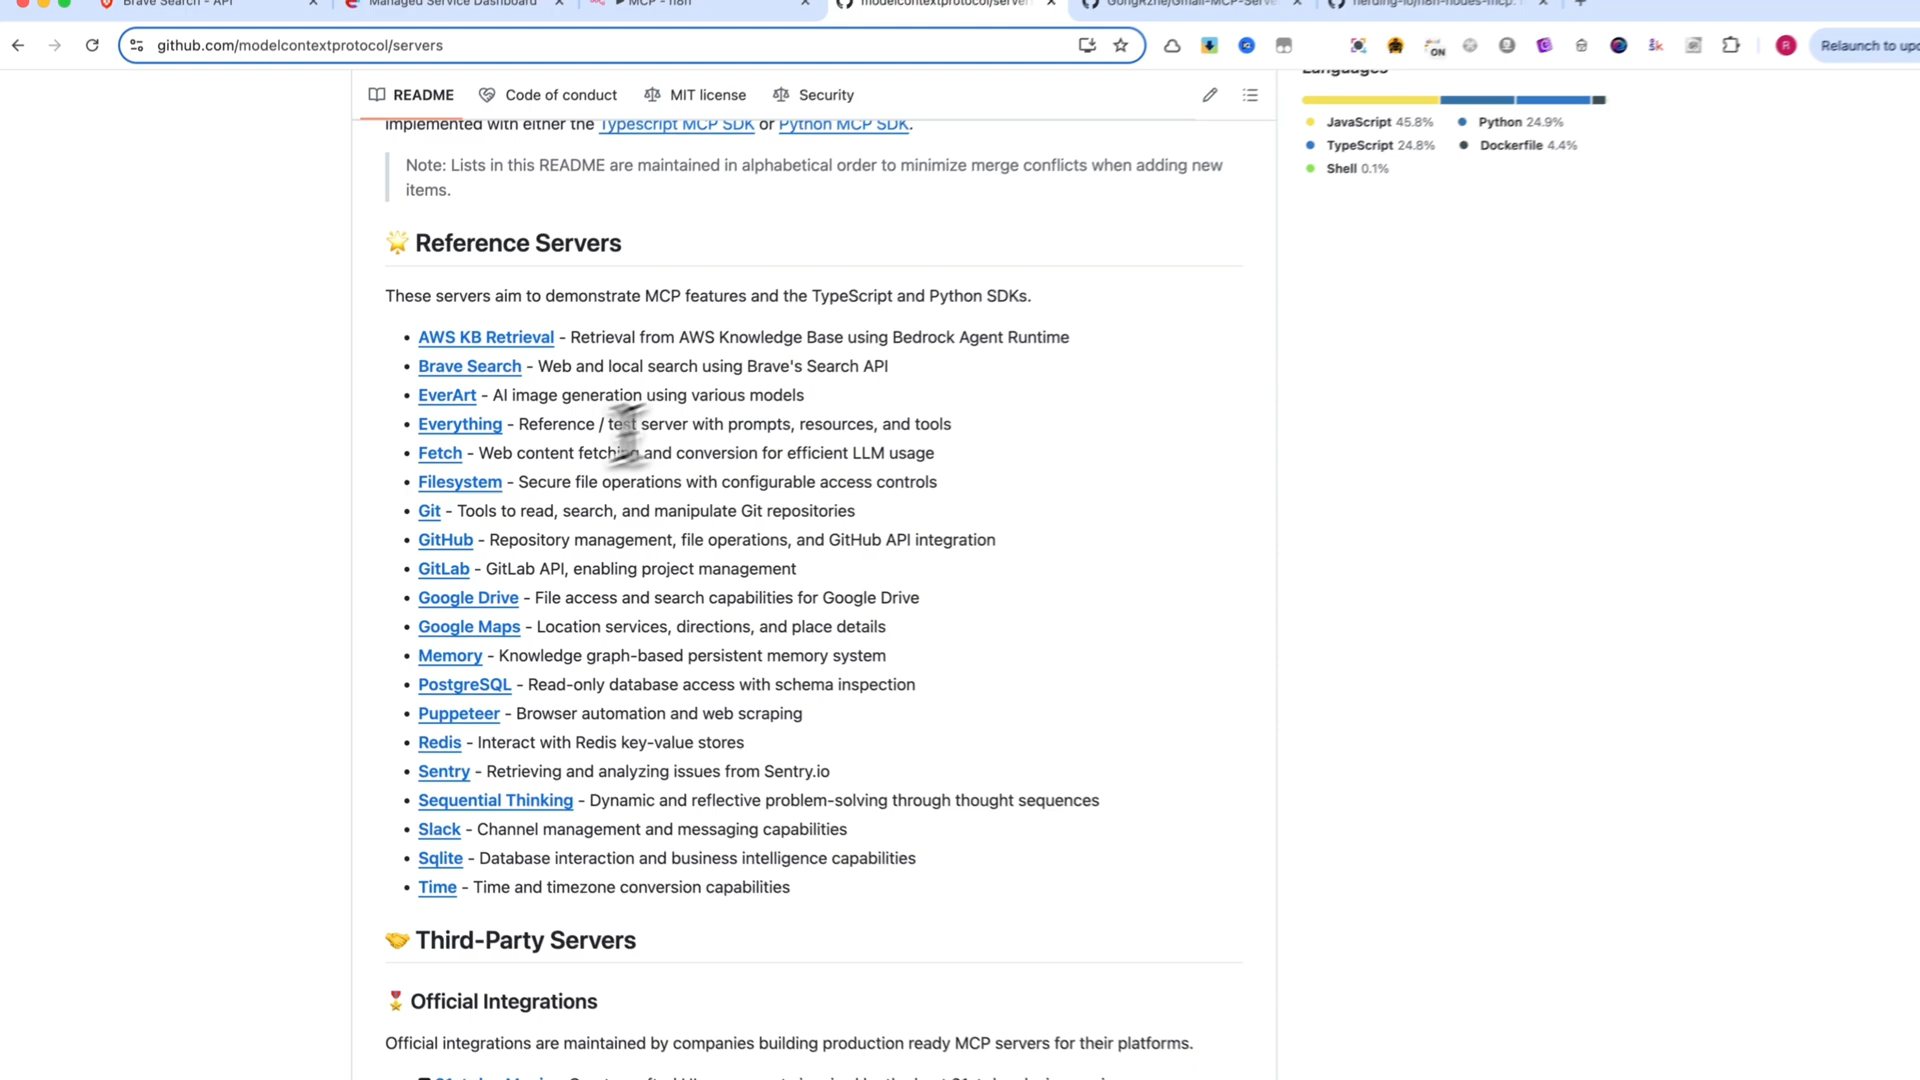 Brave Search - API
Managed Service Dashboard
MCP - n8n
modelcontextprotocol/server
GongRzhe/Gmail-MCP-Serve
nerding-io/n8n-nodes-mcp:
github.com/modelcontextprotocol/servers
ON
R
Relaunch to upd
README
Code of conduct
MIT license
Security
implemented with either the Typescript MCP SDK or Python MCP SDK.
Note: Lists in this README are maintained in alphabetical order to minimize merge conflicts when adding new
items.
Reference Servers
These servers aim to demonstrate MCP features and the TypeScript and Python SDKs.
• AWS KB Retrieval - Retrieval from AWS Knowledge Base using Bedrock Agent Runtime
• Brave Search - Web and local search using Brave's Search API
• EverArt - AI image generation using various models
• Everything - Reference / test server with prompts, resources, and tools
• Fetch - Web content fetching and conversion for efficient LLM usage
• Filesystem - Secure file operations with configurable access controls
• Git - Tools to read, search, and manipulate Git repositories
• GitHub - Repository management, file operations, and GitHub API integration
• GitLab - GitLab API, enabling project management
• Google Drive - File access and search capabilities for Google Drive
• Google Maps - Location services, directions, and place details
• Memory - Knowledge graph-based persistent memory system
• PostgreSQL - Read-only database access with schema inspection
• Puppeteer - Browser automation and web scraping
• Redis - Interact with Redis key-value stores
• Sentry - Retrieving and analyzing issues from Sentry.io
• Sequential Thinking - Dynamic and reflective problem-solving through thought sequences
• Slack - Channel management and messaging capabilities
• Sqlite - Database interaction and business intelligence capabilities
• Time - Time and timezone conversion capabilities
Third-Party Servers
Official Integrations
Official integrations are maintained by companies building production ready MCP servers for their platforms.
Languages
JavaScript 45.8%
Python 24.9%
TypeScript 24.8%
Dockerfile 4.4%
Shell 0.1%